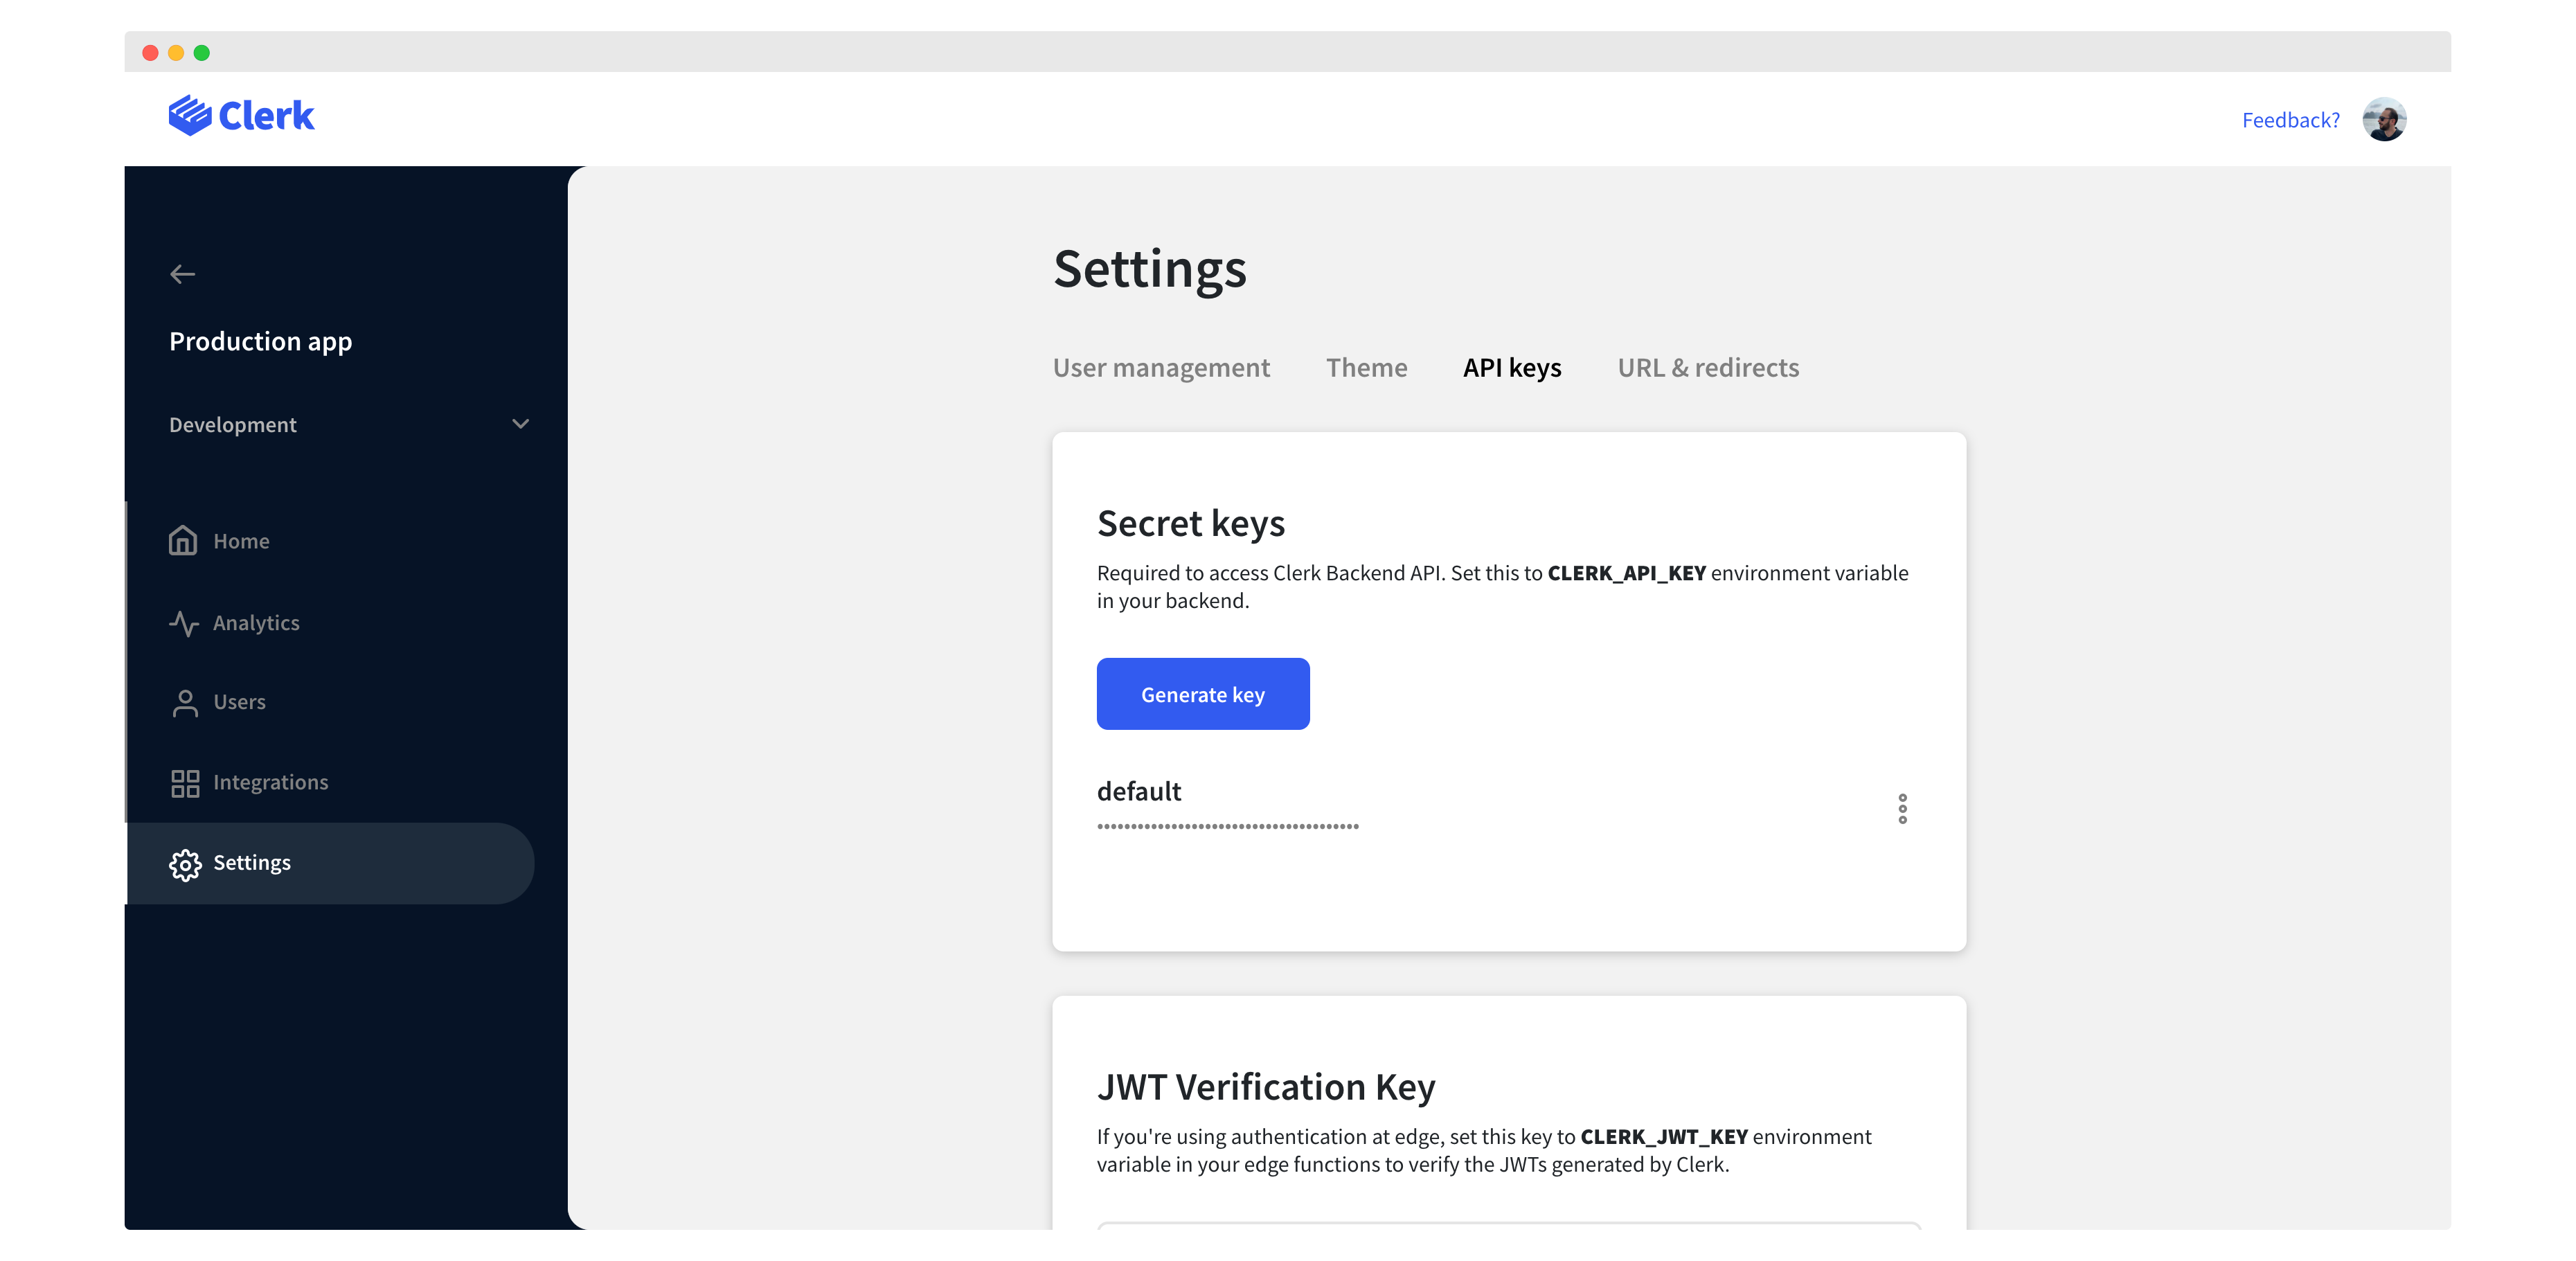 Clerk
Feedback?
Production app
Development
Home
Analytics
Users
Integrations
Settings
Settings
User management Theme API keys URL & redirects
Secret keys
Required to access Clerk Backend API. Set this to CLERK_API_KEY environment variable
in your backend.
Generate key
default
JWT Verification Key
If you're using authentication at edge, set this key to CLERK_JWT_KEY environment
variable in your edge functions to verify the JWTs generated by Clerk.